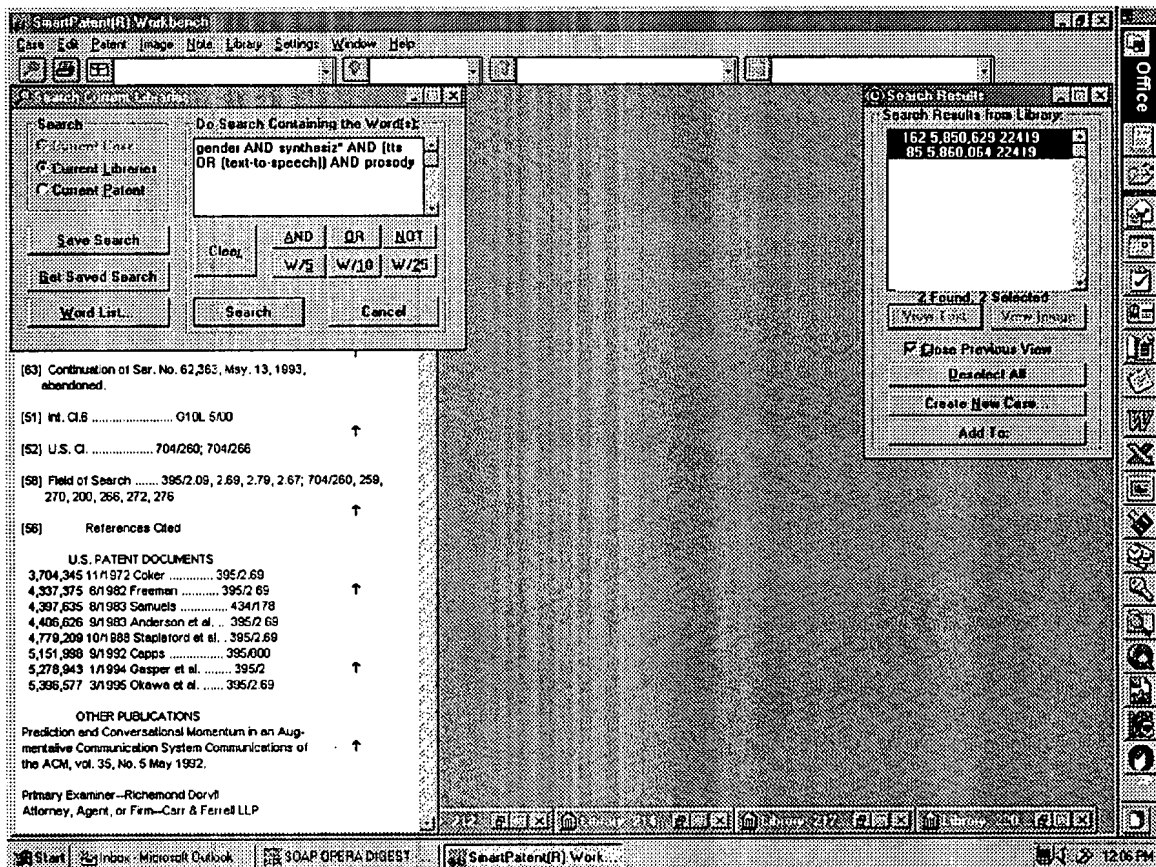 SmartPatent(R) Workbench
Case Edit Patent Image Note Library Settings Window Help
Search Current Libraries
Search
Current Case
Current Libraries
Current Patent
Save Search
Get Saved Search
Word List...
Do Search Containing the Word(s):
gender AND synthesiz* AND (tts
OR (text-to-speech)) AND prosody
Clear
AND OR NOT
W/5 W/10 W/25
Search Cancel
Search Results
Search Results from Library:
162 5,850,629 22419
85 5,860,064 22419
2 Found, 2 Selected
View Text View Image
Close Previous View
Deselect All
Create New Case...
Add To:
Office
[63] Continuation of Ser. No. 62,363, May. 13, 1993,
abandoned.
[51] Int. Cl.6 ........................ G10L 5/00
[52] U.S. Cl. .................. 704/260; 704/266
[58] Field of Search ....... 395/2.09, 2.69, 2.79, 2.67; 704/260, 259,
270, 200, 266, 272, 276
[56] References Cited
U.S. PATENT DOCUMENTS
3,704,345 11/1972 Coker ............. 395/2.69
4,337,375 6/1982 Freeman ........... 395/2 69
4,397,635 8/1983 Samuels .............. 434/178
4,406,626 9/1983 Anderson et al. .. 395/2 69
4,779,209 10/1988 Stapleford et al. . 395/2.69
5,151,998 9/1992 Capps ............. 395/000
5,278,943 1/1994 Gasper et al. ........ 395/2
5,396,577 3/1995 Okawa et al. ...... 395/2.69
OTHER PUBLICATIONS
Prediction and Conversational Momentum in an Aug-
mentative Communication System Communications of
the ACM, vol. 35, No. 5 May 1992.
Primary Examiner--Richemond Dorvil
Attorney, Agent, or Firm--Carr & Ferrell LLP
Start Inbox - Microsoft Outlook SOAP OPERA DIGEST ... SmartPatent(R) Work... 12:06 PM